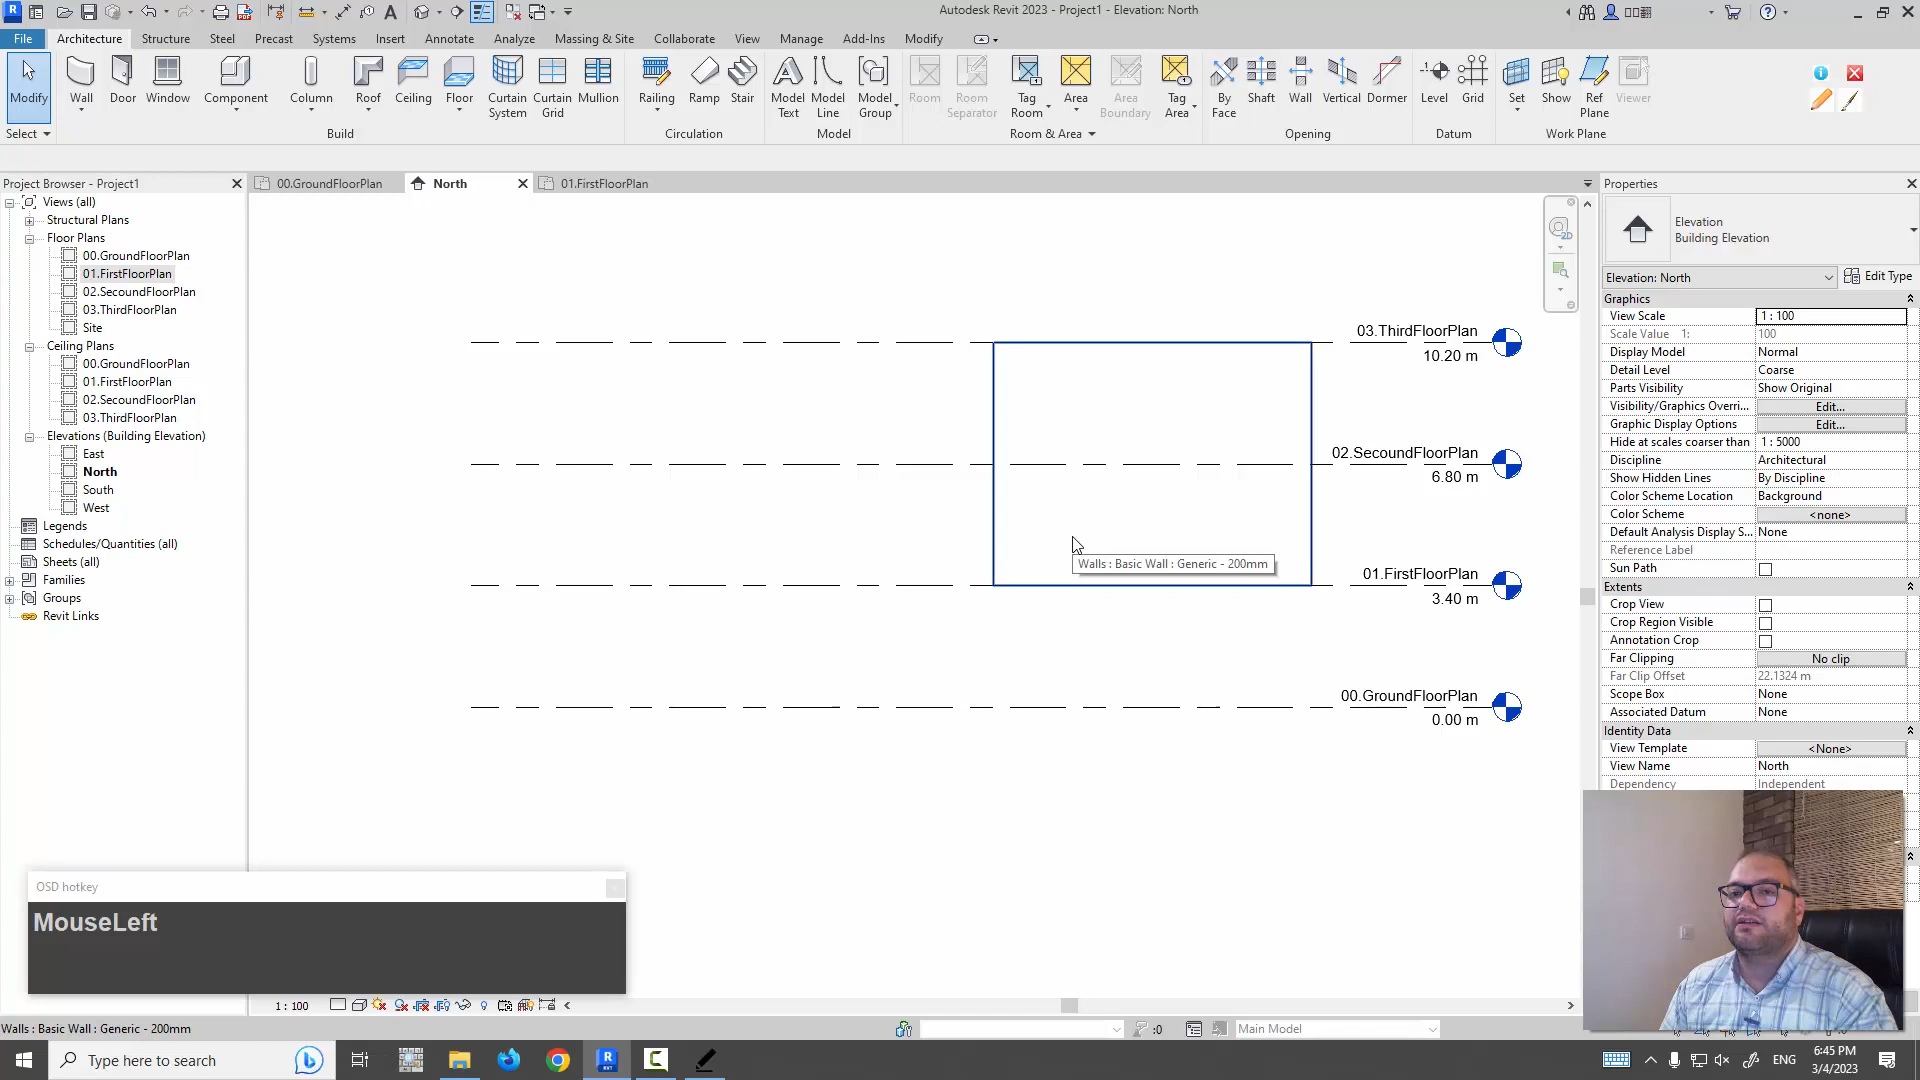 Autodesk Revit 2023 - Project1 - Elevation: North
File Architecture Structure Steel Precast Systems Insert Annotate Analyze Massing & Site Collaborate View Manage Add-Ins Modify
Modify Wall Door Window Component Column Roof Ceiling Floor Curtain System Curtain Grid Mullion Railing Ramp Stair Model Text Model Line Model Group Room Room Separator Tag Room Area Area Boundary Tag Area By Face Shaft Wall Vertical Dormer Level Grid Set Show Ref Plane Viewer
Select Build Circulation Model Room & Area Opening Datum Work Plane
Project Browser - Project1
Views (all)
Structural Plans
Floor Plans
00.GroundFloorPlan
01.FirstFloorPlan
02.SecoundFloorPlan
03.ThirdFloorPlan
Site
Ceiling Plans
00.GroundFloorPlan
01.FirstFloorPlan
02.SecoundFloorPlan
03.ThirdFloorPlan
Elevations (Building Elevation)
East
North
South
West
Legends
Schedules/Quantities (all)
Sheets (all)
Families
Groups
Revit Links
00.GroundFloorPlan North 01.FirstFloorPlan
2D
03.ThirdFloorPlan
10.20 m
02.SecoundFloorPlan
6.80 m
Walls : Basic Wall : Generic - 200mm
01.FirstFloorPlan
3.40 m
00.GroundFloorPlan
0.00 m
Properties
Elevation
Building Elevation
Elevation: North Edit Type
Graphics
View Scale 1 : 100
Scale Value 1: 100
Display Model Normal
Detail Level Coarse
Parts Visibility Show Original
Visibility/Graphics Overri... Edit...
Graphic Display Options Edit...
Hide at scales coarser than 1 : 5000
Discipline Architectural
Show Hidden Lines By Discipline
Color Scheme Location Background
Color Scheme <none>
Default Analysis Display S... None
Reference Label
Sun Path
Extents
Crop View
Crop Region Visible
Annotation Crop
Far Clipping No clip
Far Clip Offset 22.1324 m
Scope Box None
Associated Datum None
Identity Data
View Template <None>
View Name North
Dependency Independent
OSD hotkey
MouseLeft
1 : 100
Walls : Basic Wall : Generic - 200mm
:0 Main Model
Type here to search
ENG
6:45 PM
3/4/2023